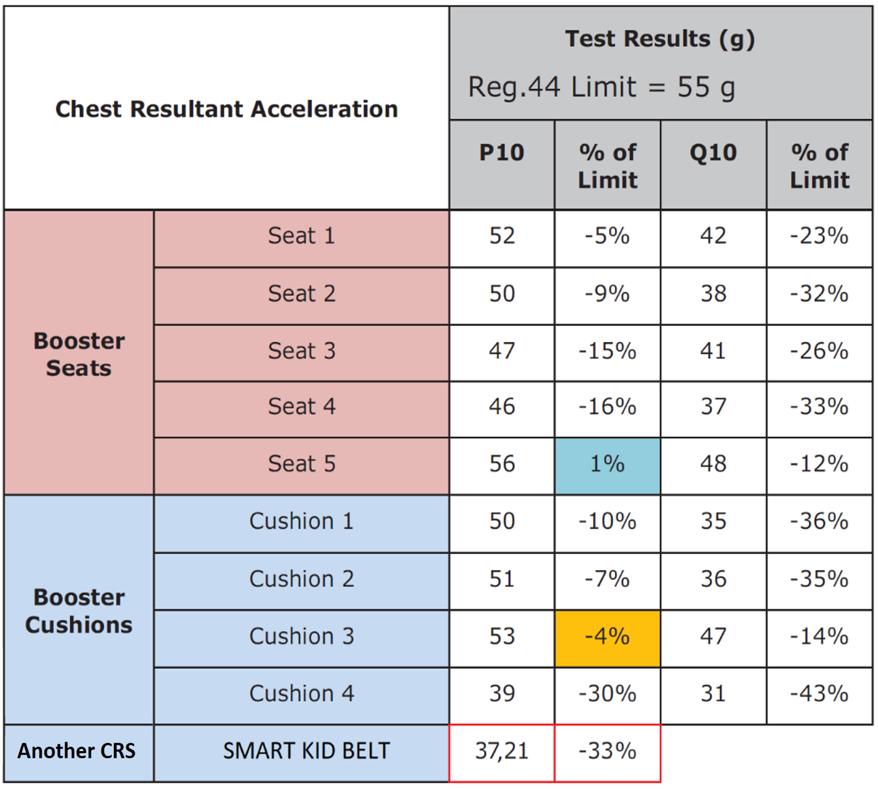 Chest Resultant Acceleration
Test Results (g)
Reg.44 Limit = 55 g
P10 % of Limit Q10 % of Limit
Booster Seats
Seat 1 52 -5% 42 -23%
Seat 2 50 -9% 38 -32%
Seat 3 47 -15% 41 -26%
Seat 4 46 -16% 37 -33%
Seat 5 56 1% 48 -12%
Booster Cushions
Cushion 1 50 -10% 35 -36%
Cushion 2 51 -7% 36 -35%
Cushion 3 53 -4% 47 -14%
Cushion 4 39 -30% 31 -43%
Another CRS SMART KID BELT 37,21 -33%